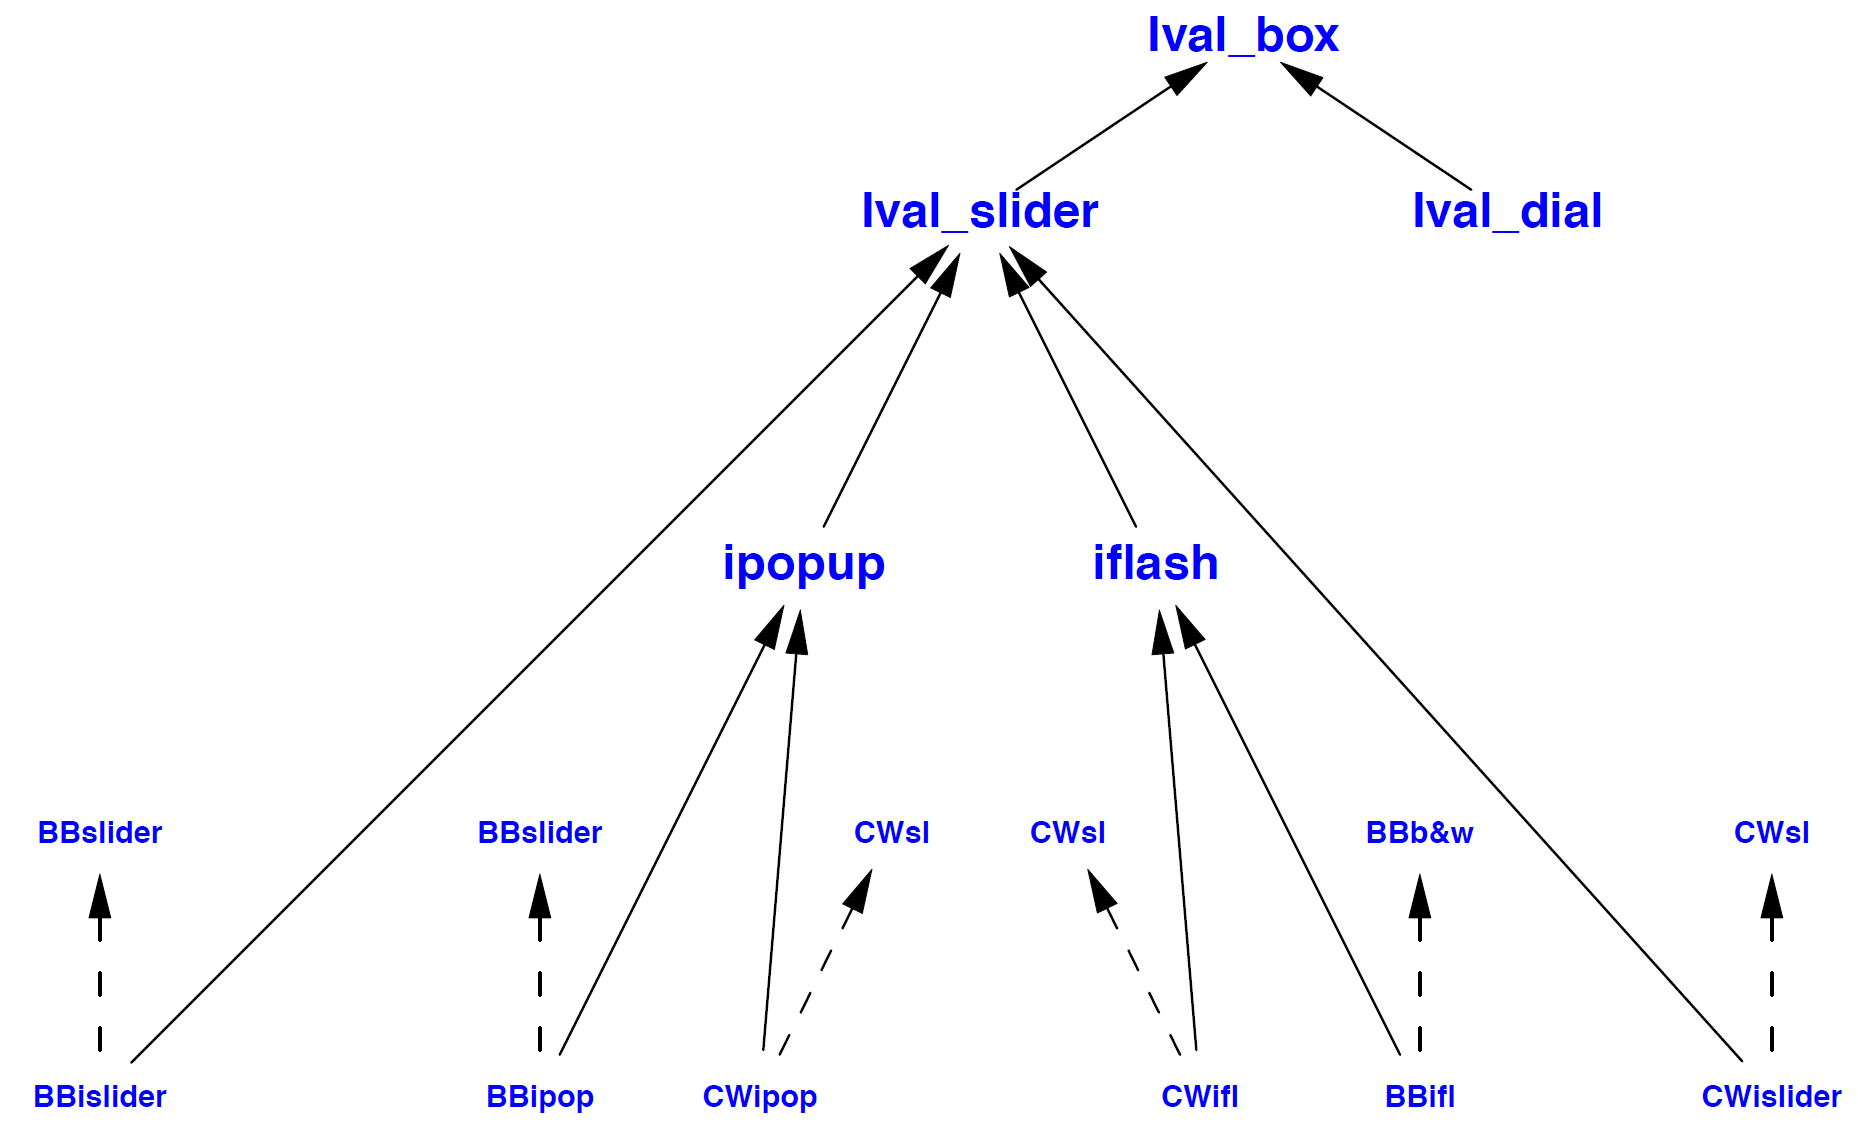 Ival_box
Ival_slider Ival_dial
ipopup iflash
BBslider BBslider CWsl CWsl BBb&w CWsl
BBislider BBipop CWipop CWifl BBifl CWislider